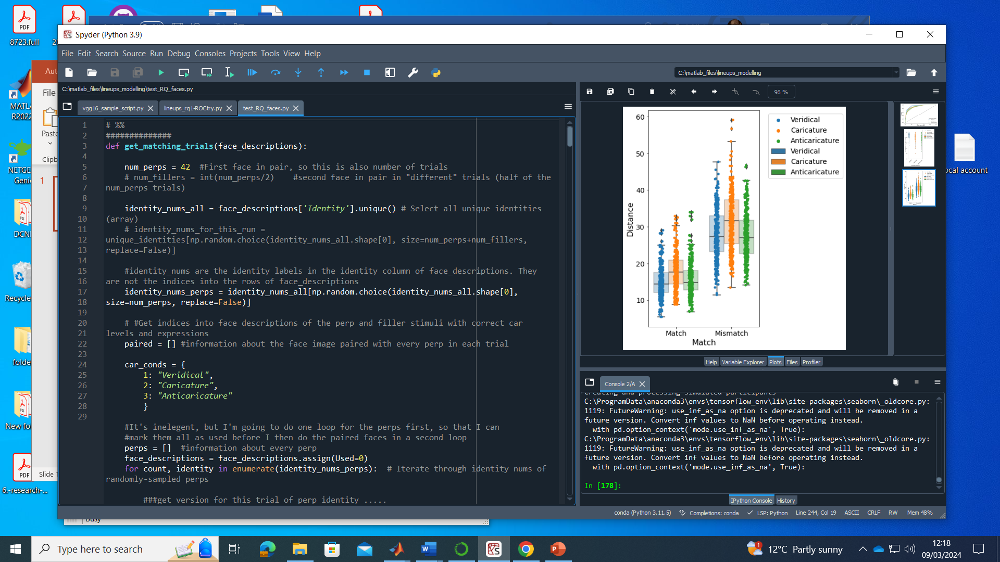 PDF
8723.full
Spyder (Python 3.9)
File Edit Search Source Run Debug Consoles Projects Tools View Help
C:\matlab_files\lineups_modelling
C:\matlab_files\lineups_modelling\test_RQ_faces.py
vgg16_sample_script.py
lineups_rq1-ROCtry.py
test_RQ_faces.py
96 %
1 # %%
2 ##############
3 def get_matching_trials(face_descriptions):
4
5 num_perps = 42 #First face in pair, so this is also number of trials
6 # num_fillers = int(num_perps/2) #second face in pair in "different" trials (half of the
7 num_perps trials)
8
9 identity_nums_all = face_descriptions['Identity'].unique() # Select all unique identities
10 (array)
11 # identity_nums_for_this_run =
12 unique_identities[np.random.choice(identity_nums_all.shape[0], size=num_perps+num_fillers,
13 replace=False)]
14
15 #identity_nums are the identity labels in the identity column of face_descriptions. They
16 are not the indices into the rows of face_descriptions
17 identity_nums_perps = identity_nums_all[np.random.choice(identity_nums_all.shape[0],
18 size=num_perps, replace=False)]
19
20 # #Get indices into face descriptions of the perp and filler stimuli with correct car
21 levels and expressions
22 paired = [] #information about the face image paired with every perp in each trial
23
24 car_conds = {
25 1: "Veridical",
26 2: "Caricature",
27 3: "Anticaricature"
28 }
29
#It's inelegent, but I'm going to do one loop for the perps first, so that I can
#mark them all as used before I then do the paired faces in a second loop
perps = [] #information about every perp
face_descriptions = face_descriptions.assign(Used=0)
for count, identity in enumerate(identity_nums_perps): # Iterate through identity nums of
randomly-sampled perps
###get version for this trial of perp identity .....
60
50
40
30
20
10
Distance
Match Mismatch
Match
Veridical
Caricature
Anticaricature
Veridical
Caricature
Anticaricature
Help Variable Explorer Plots Files Profiler
Console 2/A
creating and processing simulated participants
C:\ProgramData\anaconda3\envs\tensorflow_env\lib\site-packages\seaborn\_oldcore.py:
1119: FutureWarning: use_inf_as_na option is deprecated and will be removed in a
future version. Convert inf values to NaN before operating instead.
with pd.option_context('mode.use_inf_as_na', True):
C:\ProgramData\anaconda3\envs\tensorflow_env\lib\site-packages\seaborn\_oldcore.py:
1119: FutureWarning: use_inf_as_na option is deprecated and will be removed in a
future version. Convert inf values to NaN before operating instead.
with pd.option_context('mode.use_inf_as_na', True):
In [178]:
IPython Console History
conda (Python 3.11.5) Completions: conda LSP: Python Line 244, Col 19 ASCII CRLF RW Mem 48%
Aut
File
Paste
Clipb
1
Slide 1
Busy
MATLA
R2022
NETGE
Genie
DCNI
Recycle
folde
New fol
PDF
6.-research-...
ocal account
Type here to search
1
12°C Partly sunny
12:18
09/03/2024